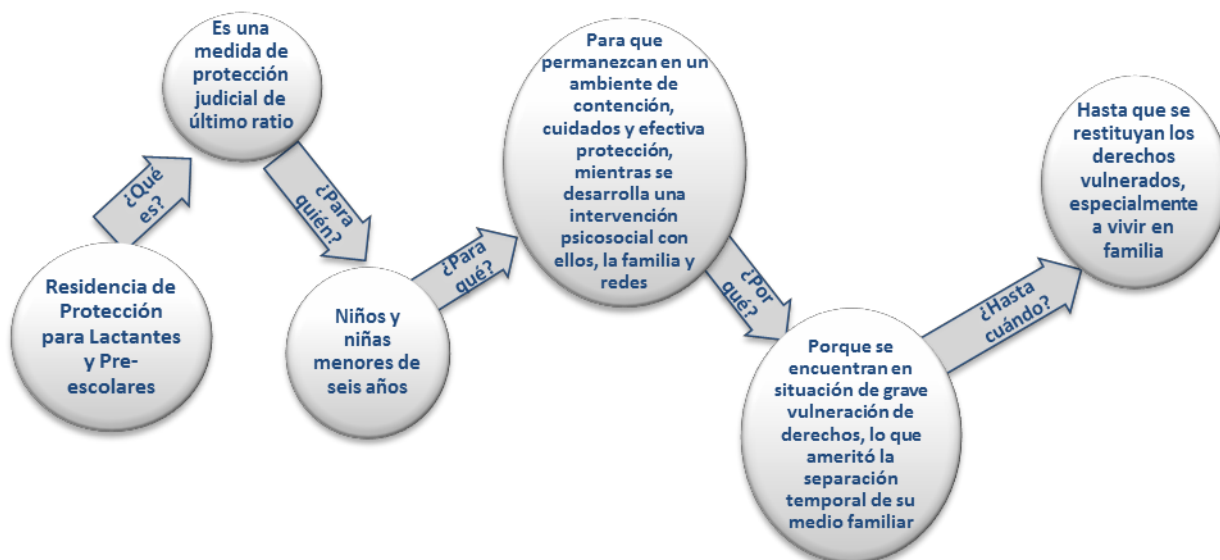 Residencia de
Protección
para Lactantes
y Pre-
escolares
¿Qué
es?
Es una
medida de
protección
judicial de
último ratio
¿Para
quién?
Niños y
niñas
menores de
seis años
¿Para
qué?
Para que
permanezcan en un
ambiente de
contención,
cuidados y efectiva
protección,
mientras se
desarrolla una
intervención
psicosocial con
ellos, la familia y
redes
¿Por
qué?
Porque se
encuentran en
situación de grave
vulneración de
derechos, lo que
ameritó la
separación
temporal de su
medio familiar
¿Hasta
cuándo?
Hasta que se
restituyan los
derechos
vulnerados,
especialmente
a vivir en
familia